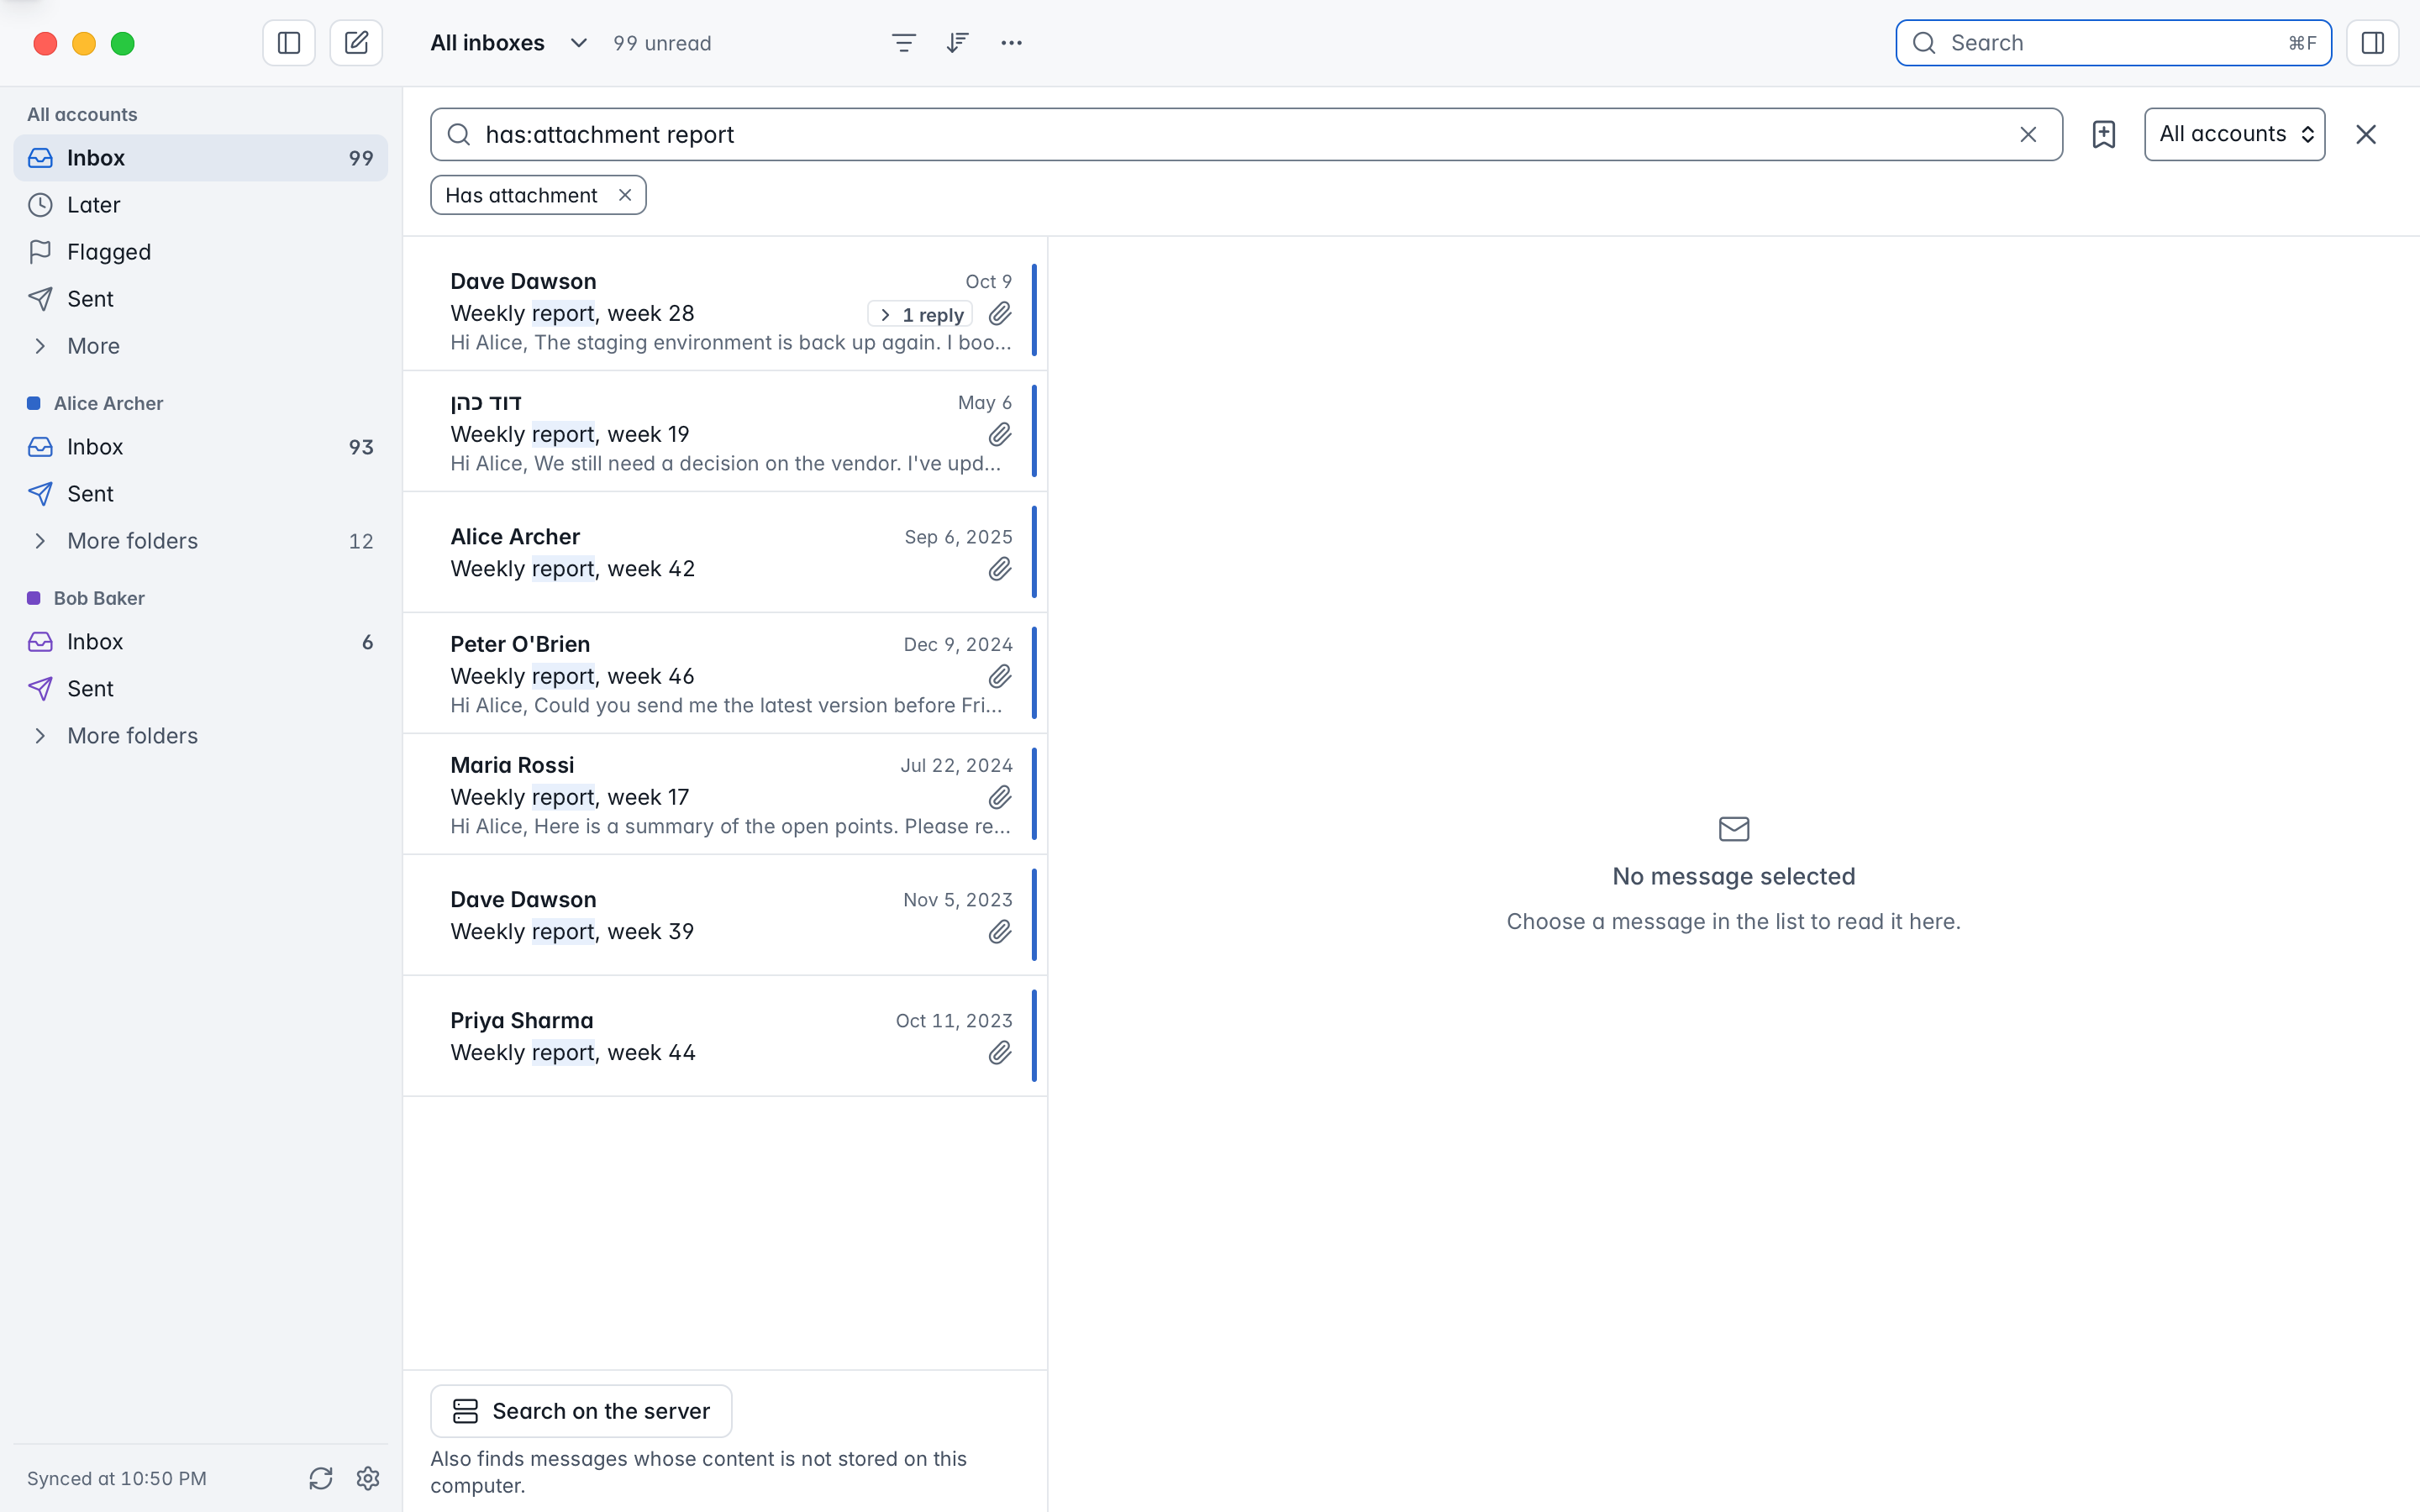 All inboxes
99 unread
Search
⌘F
All accounts
Inbox 99
Later
Flagged
Sent
More
Alice Archer
Inbox 93
Sent
More folders 12
Bob Baker
Inbox 6
Sent
More folders
Synced at 10:50 PM
has:attachment report
All accounts
Has attachment
Dave Dawson Oct 9
Weekly report, week 28 1 reply
Hi Alice, The staging environment is back up again. I boo...
דוד כהן May 6
Weekly report, week 19
Hi Alice, We still need a decision on the vendor. I've upd...
Alice Archer Sep 6, 2025
Weekly report, week 42
Peter O'Brien Dec 9, 2024
Weekly report, week 46
Hi Alice, Could you send me the latest version before Fri...
Maria Rossi Jul 22, 2024
Weekly report, week 17
Hi Alice, Here is a summary of the open points. Please re...
Dave Dawson Nov 5, 2023
Weekly report, week 39
Priya Sharma Oct 11, 2023
Weekly report, week 44
Search on the server
Also finds messages whose content is not stored on this
computer.
No message selected
Choose a message in the list to read it here.